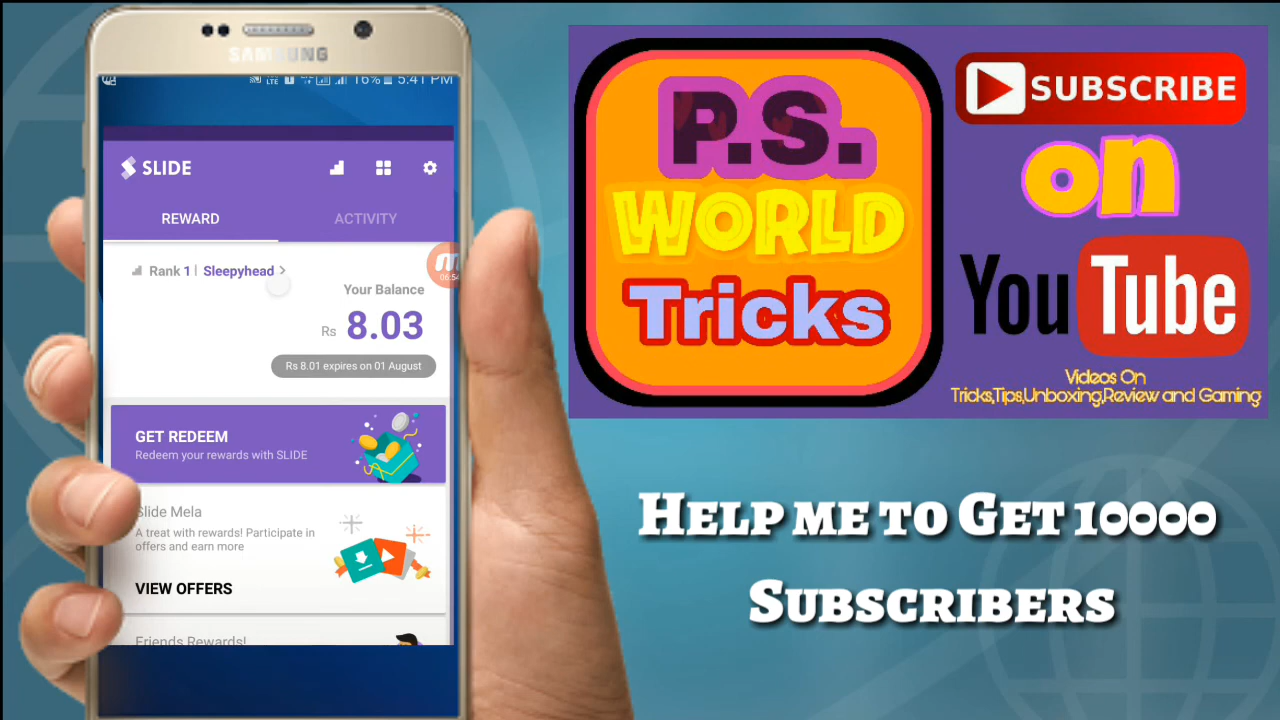 SAMSUNG
LTE 16% 5:41 PM
SLIDE
REWARD
ACTIVITY
Rank 1 | Sleepyhead >
06:54
Your Balance
Rs 8.03
Rs 8.01 expires on 01 August
GET REDEEM
Redeem your rewards with SLIDE
Slide Mela
A treat with rewards! Participate in
offers and earn more
VIEW OFFERS
Friends Rewards!
P.S.
WORLD
Tricks
SUBSCRIBE
on
YouTube
Videos On
Tricks,Tips,Unboxing,Review and Gaming
Help me to Get 10000
Subscribers